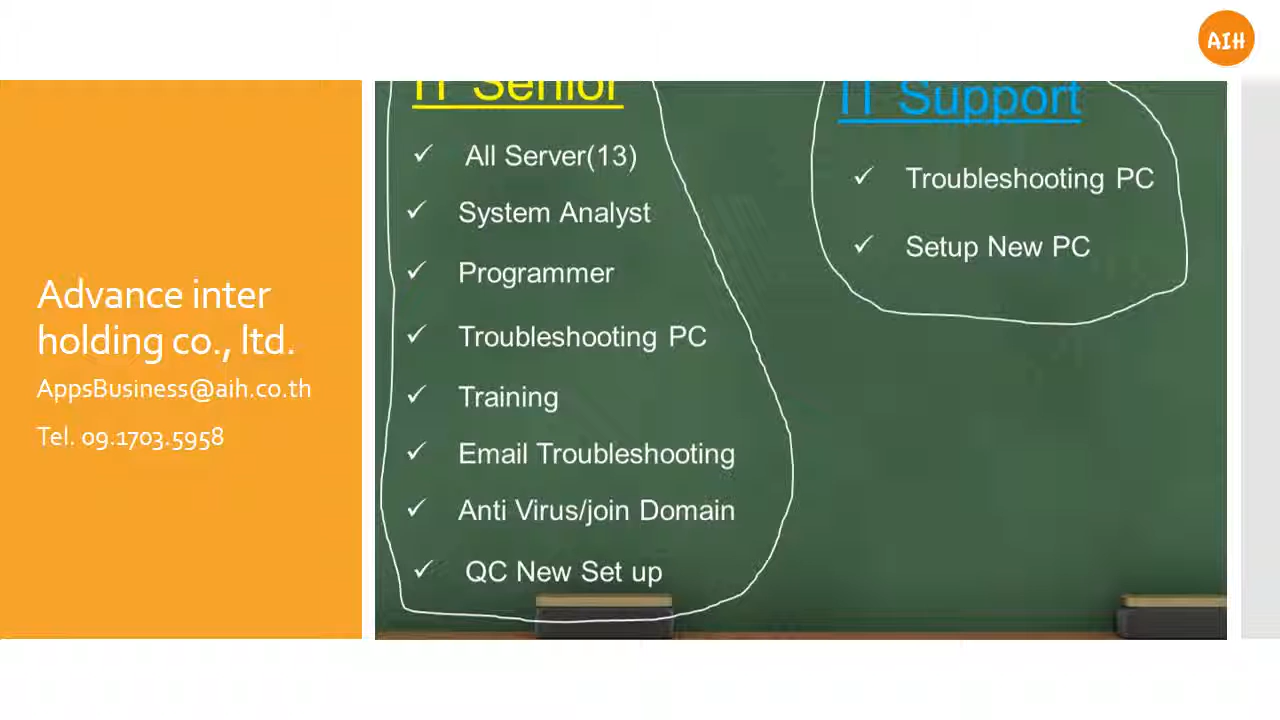 AIH
Advance inter
holding co., ltd.
AppsBusiness@aih.co.th
Tel. 09.1703.5958
IT Senior
✓ All Server(13)
✓ System Analyst
✓ Programmer
✓ Troubleshooting PC
✓ Training
✓ Email Troubleshooting
✓ Anti Virus/join Domain
✓ QC New Set up
IT Support
✓ Troubleshooting PC
✓ Setup New PC